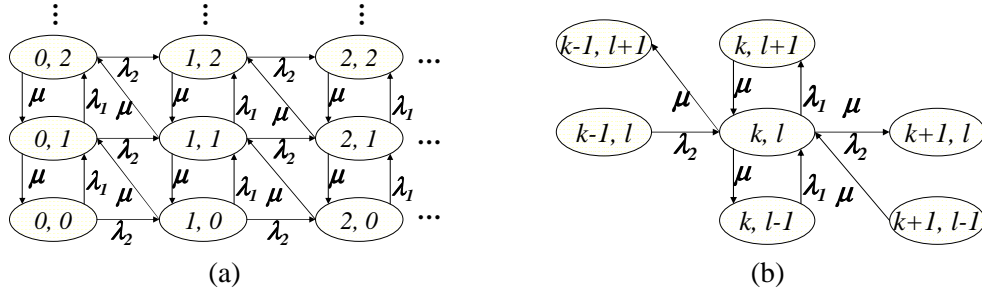 ⋮ ⋮ ⋮
0, 2 λ₂ 1, 2 λ₂ 2, 2 ...
μ λ₁ μ μ λ₁ μ μ λ₁
0, 1 λ₂ 1, 1 λ₂ 2, 1 ...
μ λ₁ μ μ λ₁ μ μ λ₁
0, 0 λ₂ 1, 0 λ₂ 2, 0 ...
(a)
k-1, l+1 k, l+1
μ μ λ₁ μ
k-1, l λ₂ k, l λ₂ k+1, l
μ λ₁ μ
k, l-1 k+1, l-1
(b)